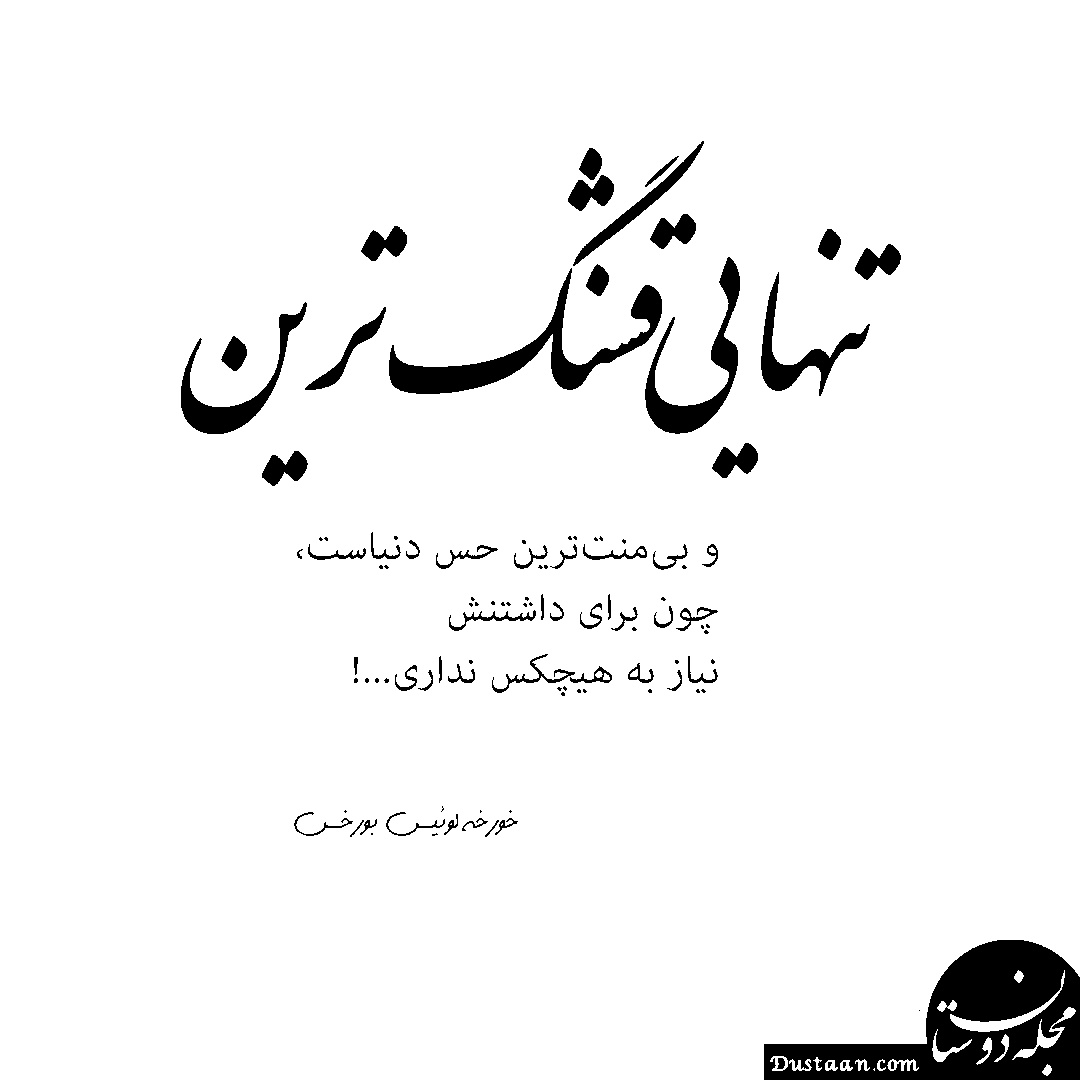 تنهایی قشنگ‌ترین
و بی‌منت‌ترین حس دنیاست،
چون برای داشتنش
نیاز به هیچکس نداری...!
خورخه لوئیس بورخس
مجله دوستان
Dustaan.com